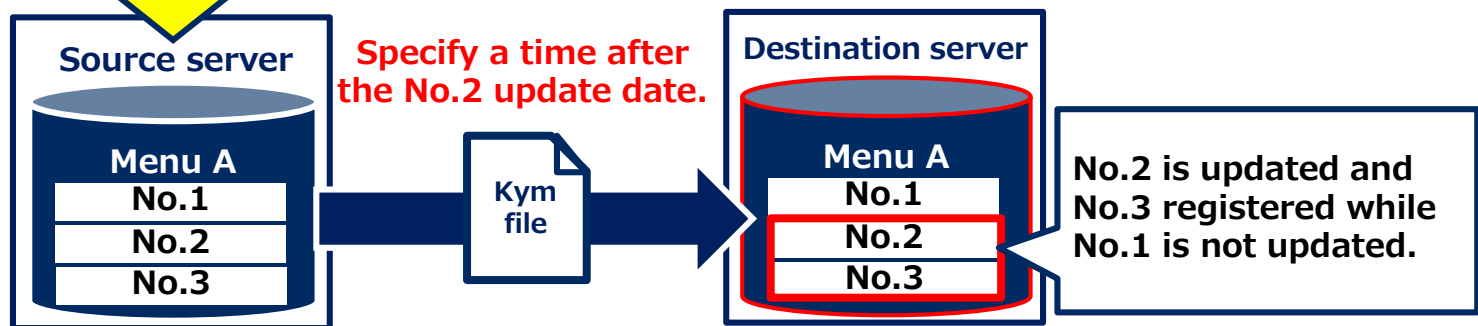 Source server
Menu A
No.1
No.2
No.3
Specify a time after
the No.2 update date.
Kym
file
Destination server
Menu A
No.1
No.2
No.3
No.2 is updated and
No.3 registered while
No.1 is not updated.